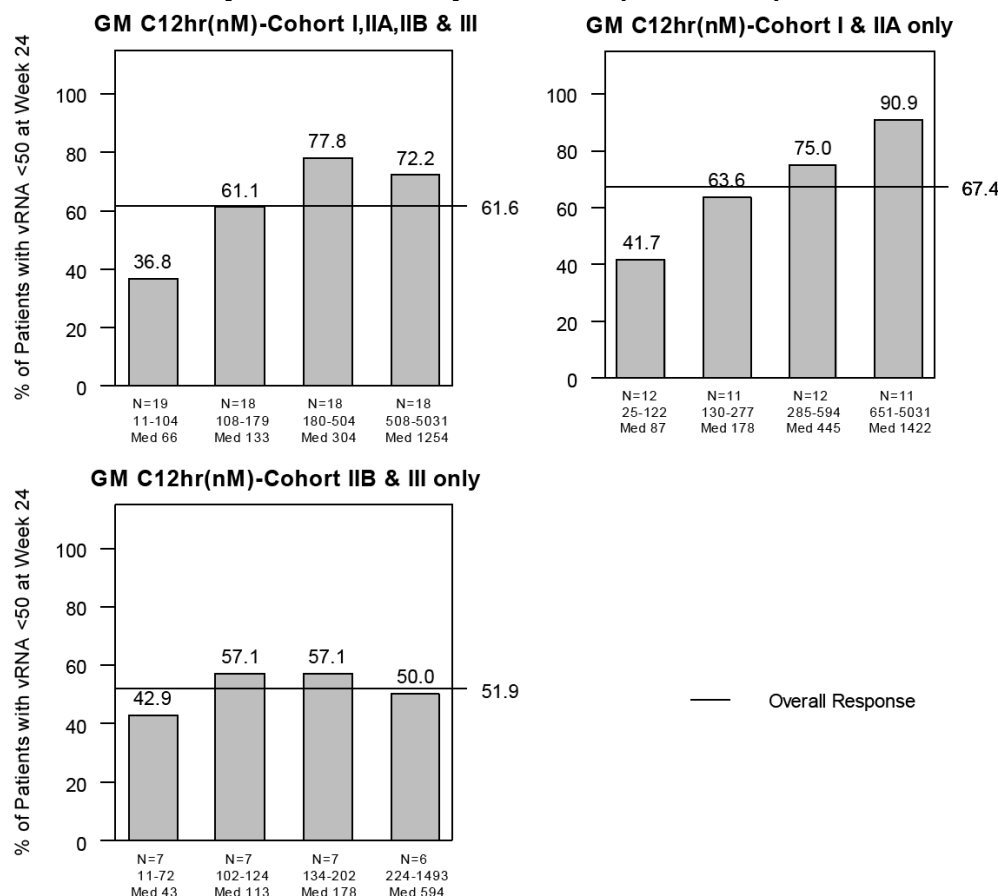 GM C12hr(nM)-Cohort I,IIA,IIB & III
% of Patients with vRNA <50 at Week 24
100
80
60
40
20
0
36.8
61.1
77.8
72.2
61.6
N=19
11-104
Med 66
N=18
108-179
Med 133
N=18
180-504
Med 304
N=18
508-5031
Med 1254
GM C12hr(nM)-Cohort I & IIA only
100
80
60
40
20
0
41.7
63.6
75.0
90.9
67.4
N=12
25-122
Med 87
N=11
130-277
Med 178
N=12
285-594
Med 445
N=11
651-5031
Med 1422
GM C12hr(nM)-Cohort IIB & III only
% of Patients with vRNA <50 at Week 24
100
80
60
40
20
0
42.9
57.1
57.1
50.0
51.9
N=7
11-72
Med 43
N=7
102-124
Med 113
N=7
134-202
Med 178
N=6
224-1493
Med 594
Overall Response